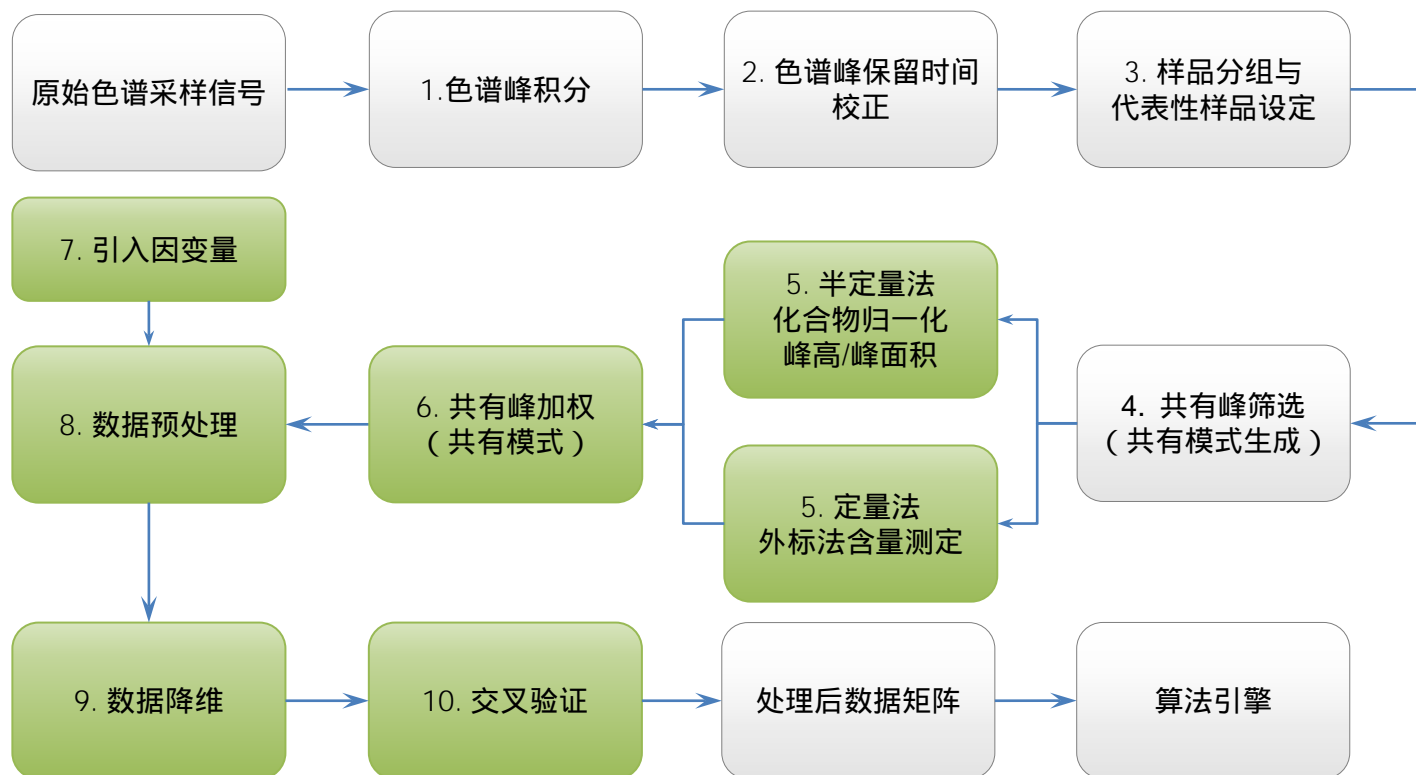 原始色谱采样信号
1.色谱峰积分
2. 色谱峰保留时间
校正
3. 样品分组与
代表性样品设定
4. 共有峰筛选
（共有模式生成）
5. 半定量法
化合物归一化
峰高/峰面积
5. 定量法
外标法含量测定
6. 共有峰加权
（共有模式）
7. 引入因变量
8. 数据预处理
9. 数据降维
10. 交叉验证
处理后数据矩阵
算法引擎